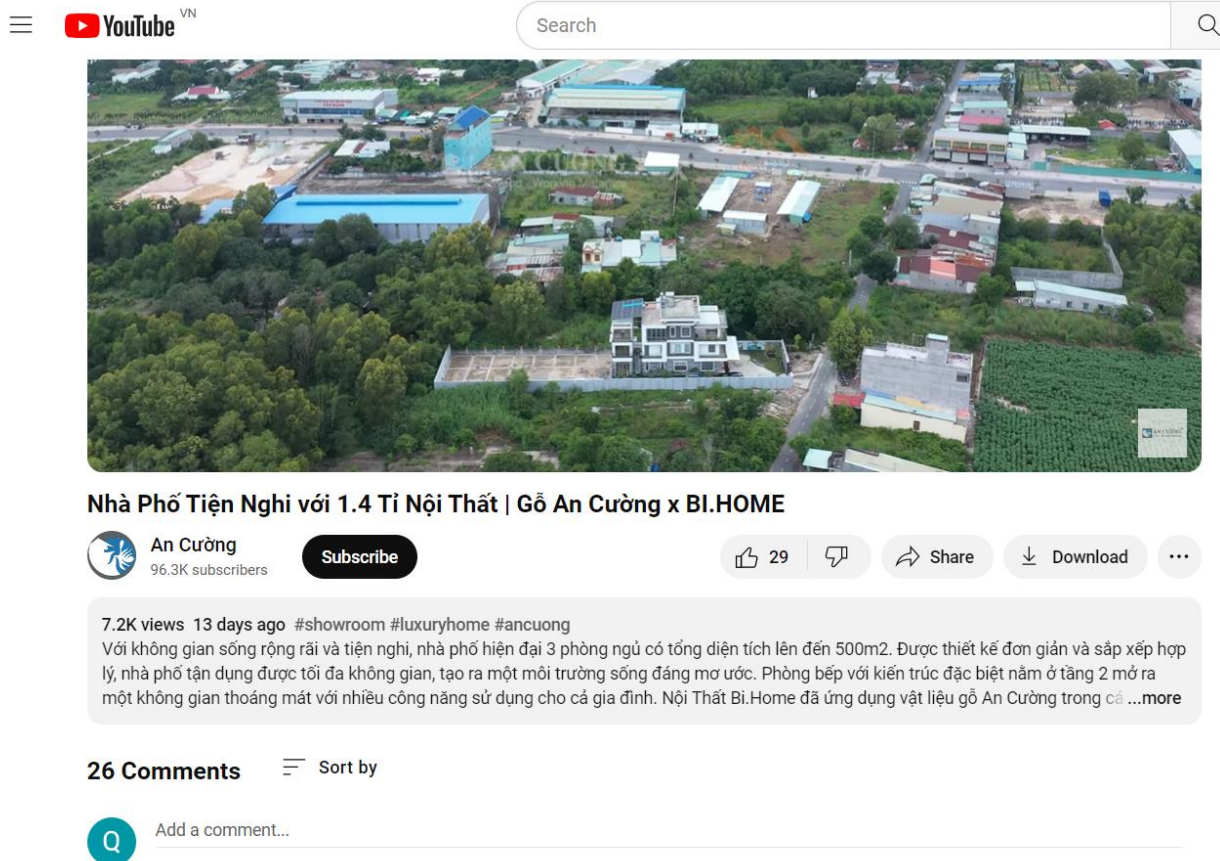 YouTube VN
Search
AN CUONG
Nhà Phố Tiện Nghi với 1.4 Tỉ Nội Thất | Gỗ An Cường x BI.HOME
An Cường
96.3K subscribers
Subscribe
29
Share
Download
7.2K views 13 days ago #showroom #luxuryhome #ancuong
Với không gian sống rộng rãi và tiện nghi, nhà phố hiện đại 3 phòng ngủ có tổng diện tích lên đến 500m2. Được thiết kế đơn giản và sắp xếp hợp
lý, nhà phố tận dụng được tối đa không gian, tạo ra một môi trường sống đáng mơ ước. Phòng bếp với kiến trúc đặc biệt nằm ở tầng 2 mở ra
một không gian thoáng mát với nhiều công năng sử dụng cho cả gia đình. Nội Thất Bi.Home đã ứng dụng vật liệu gỗ An Cường trong cá ...more
26 Comments
Sort by
Q
Add a comment...